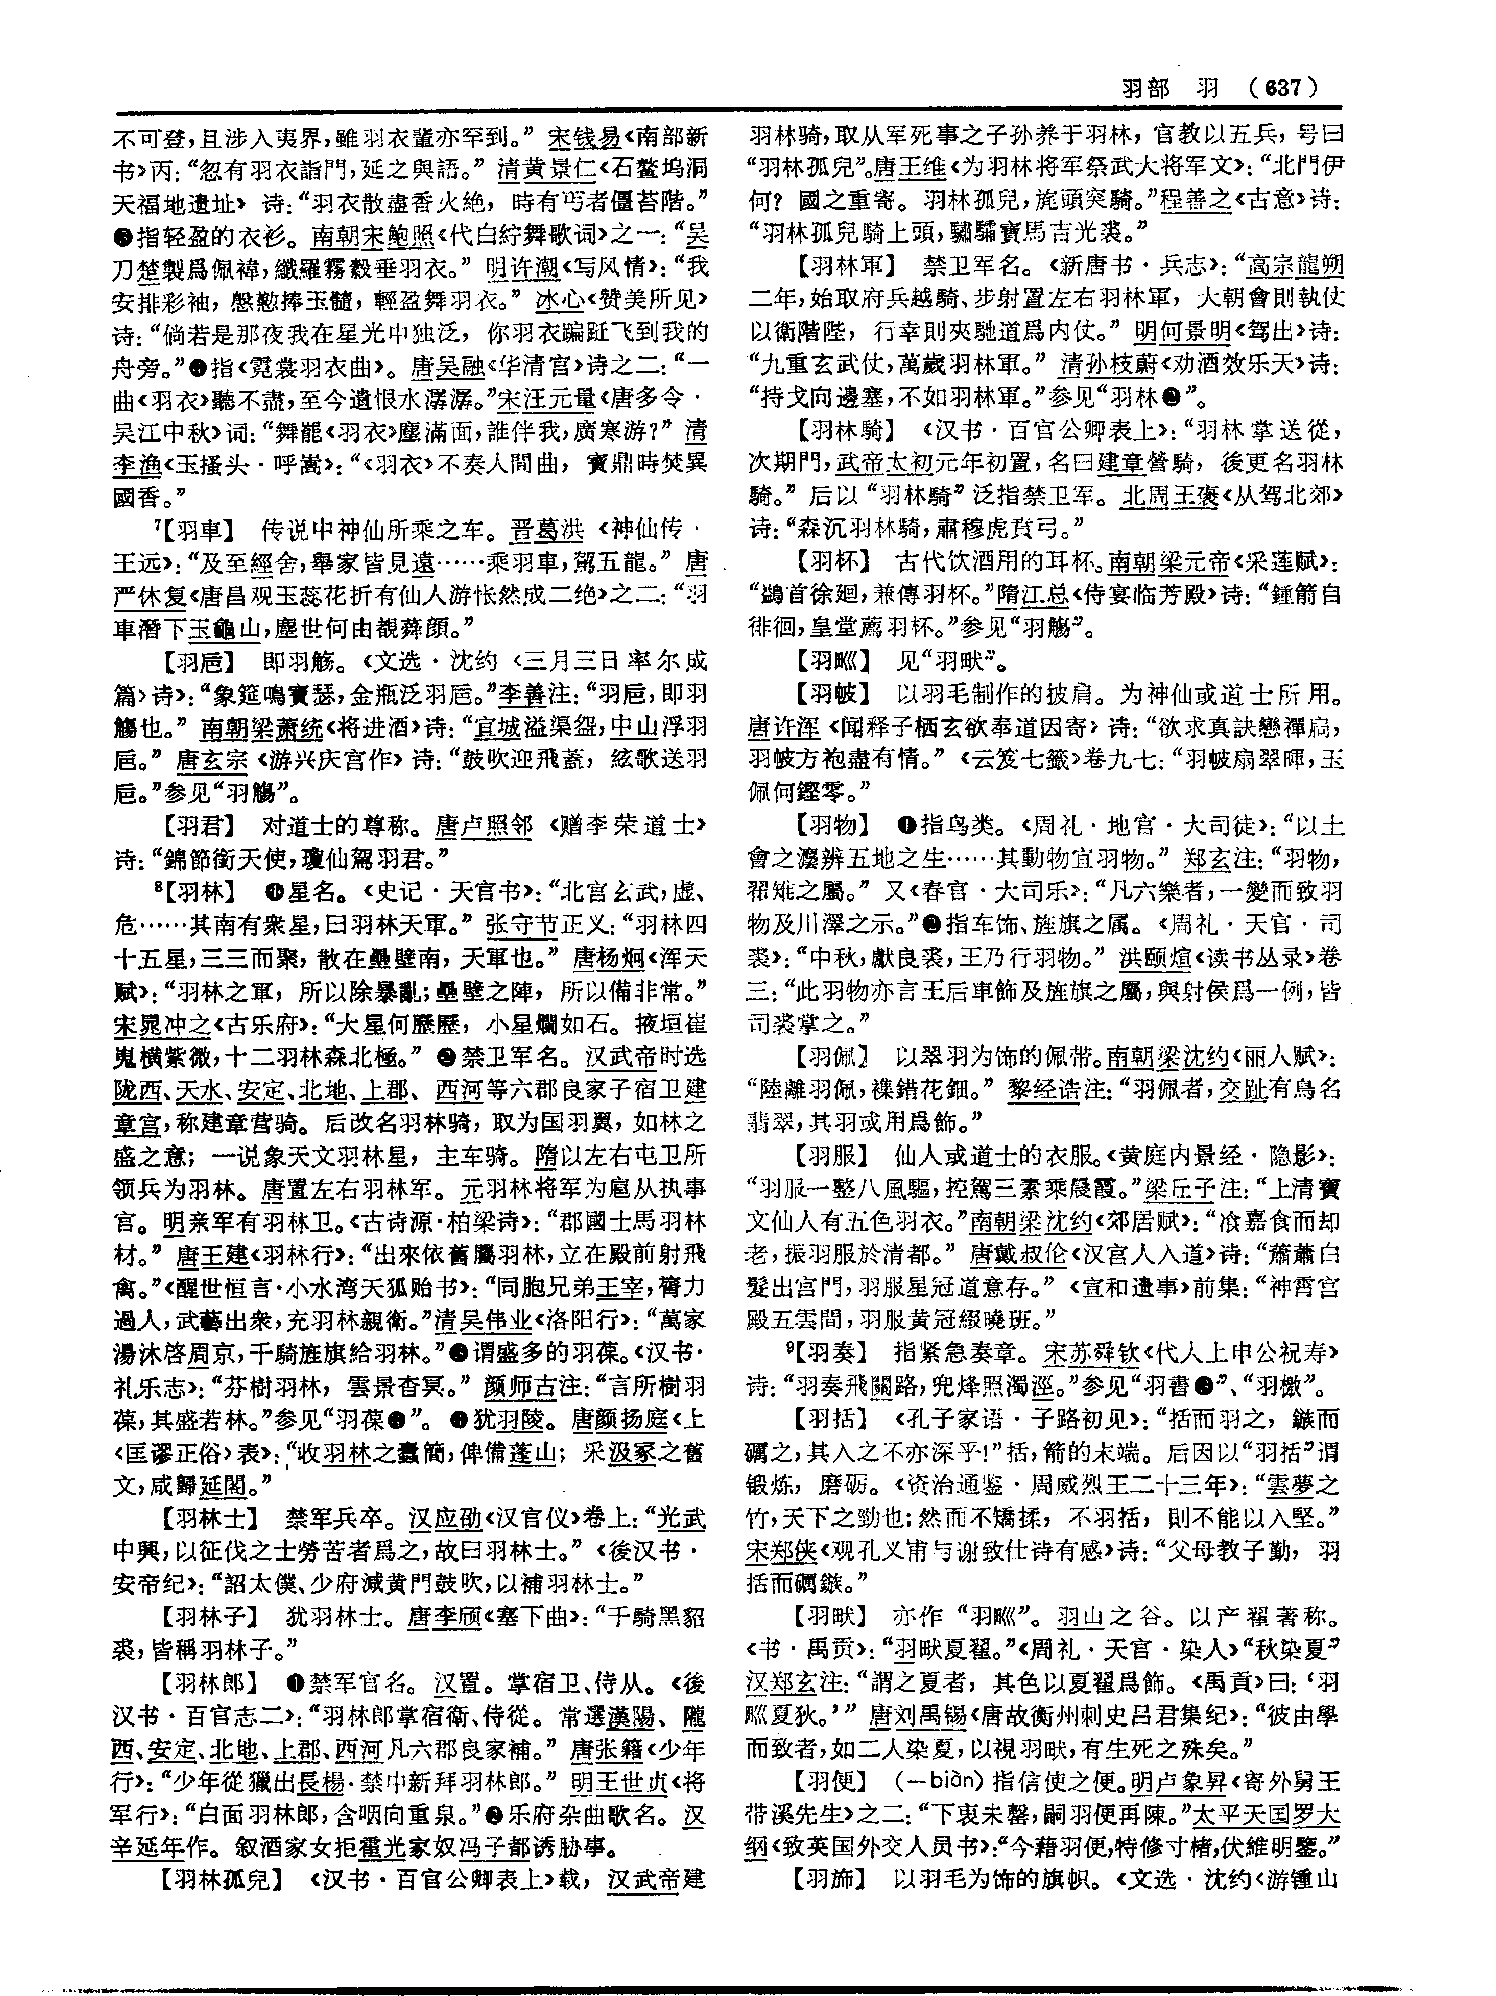 羽部 羽 (637)
不可登，且涉入夷界，雖羽衣輩亦罕到。” 宋钱易《南部新
书》丙：“忽有羽衣詣門，延之與語。” 清黄景仁《石鳌坞洞
天福地遗址》诗：“羽衣散盡香火絶，時有丐者僵苔階。”
❸指轻盈的衣衫。南朝宋鲍照《代白紵舞歌词》之一：“吴
刀楚製爲佩褘，纖羅霧縠垂羽衣。” 明许潮《写风情》：“我
安排彩袖，慇懃捧玉髓，輕盈舞羽衣。” 冰心《赞美所见》
诗：“倘若是那夜我在星光中独泛，你羽衣蹁跹飞到我的
舟旁。”❹指《霓裳羽衣曲》。唐吴融《华清宫》诗之二：“一
曲《羽衣》聽不盡，至今遺恨水潺潺。”宋汪元量《唐多令·
吴江中秋》词：“舞罷《羽衣》塵滿面，誰伴我，廣寒游？” 清
李渔《玉搔头·呼嵩》：“《羽衣》不奏人間曲，寶鼎時焚異
國香。”
7【羽車】 传说中神仙所乘之车。晋葛洪《神仙传·
王远》：“及至經舍，舉家皆見遠……乘羽車，駕五龍。” 唐
严休复《唐昌观玉蕊花折有仙人游怅然成二绝》之二：“羽
車潛下玉龜山，塵世何由覩蕣顔。”
【羽巵】 即羽觞。《文选·沈约〈三月三日率尔成
篇〉诗》：“象筵鳴寶瑟，金瓶泛羽巵。”李善注：“羽巵，即羽
觴也。” 南朝梁萧统《将进酒》诗：“宜城溢渠盌，中山浮羽
巵。” 唐玄宗《游兴庆宫作》诗：“鼓吹迎飛蓋，絃歌送羽
巵。”参见“羽觴”。
【羽君】 对道士的尊称。唐卢照邻《赠李荣道士》
诗：“錦節銜天使，瓊仙駕羽君。”
8【羽林】 ❶星名。《史记·天官书》：“北宫玄武，虚、
危……其南有衆星，曰羽林天軍。” 张守节正义：“羽林四
十五星，三三而聚，散在壘壁南，天軍也。” 唐杨炯《浑天
赋》：“羽林之軍，所以除暴亂；壘壁之陣，所以備非常。”
宋晁冲之《古乐府》：“大星何歷歷，小星爛如石。掖垣崔
嵬横紫微，十二羽林森北極。” ❷禁卫军名。汉武帝时选
陇西、天水、安定、北地、上郡、西河等六郡良家子宿卫建
章宫，称建章营骑。后改名羽林骑，取为国羽翼，如林之
盛之意；一说象天文羽林星，主车骑。隋以左右屯卫所
领兵为羽林。唐置左右羽林军。元羽林将军为扈从执事
官。明亲军有羽林卫。《古诗源·柏梁诗》：“郡國士馬羽林
材。” 唐王建《羽林行》：“出來依舊屬羽林，立在殿前射飛
禽。”《醒世恒言·小水湾天狐贻书》：“同胞兄弟王宰，膂力
過人，武藝出衆，充羽林親衛。”清吴伟业《洛阳行》：“萬家
湯沐啓周京，千騎旌旗給羽林。”❸谓盛多的羽葆。《汉书·
礼乐志》：“芬樹羽林，雲景杳冥。” 颜师古注：“言所樹羽
葆，其盛若林。”参见“羽葆❶”。 ❹犹羽陵。唐颜扬庭《上
〈匡谬正俗〉表》：“收羽林之蠹簡，俾備蓬山；采汲冢之舊
文，咸歸延閣。”
【羽林士】 禁军兵卒。汉应劭《汉官仪》卷上：“光武
中興，以征伐之士勞苦者爲之，故曰羽林士。”《後汉书·
安帝纪》：“詔太僕、少府減黄門鼓吹，以補羽林士。”
【羽林子】 犹羽林士。唐李颀《塞下曲》：“千騎黑貂
裘，皆稱羽林子。”
【羽林郎】 ❶禁军官名。汉置。掌宿卫、侍从。《後
汉书·百官志二》：“羽林郎掌宿衛、侍從。常選漢陽、隴
西、安定、北地、上郡、西河凡六郡良家補。” 唐张籍《少年
行》：“少年從獵出長楊，禁中新拜羽林郎。” 明王世贞《将
军行》：“白面羽林郎，含咽向重泉。”❷乐府杂曲歌名。汉
辛延年作。叙酒家女拒霍光家奴冯子都诱胁事。
【羽林孤兒】 《汉书·百官公卿表上》载，汉武帝建
羽林骑，取从军死事之子孙养于羽林，官教以五兵，号曰
“羽林孤兒”。唐王维《为羽林将军祭武大将军文》：“北門伊
何？國之重寄。羽林孤兒，旄頭突騎。”程善之《古意》诗：
“羽林孤兒騎上頭，驌驦寶馬吉光裘。”
【羽林軍】 禁卫军名。《新唐书·兵志》：“高宗龍朔
二年，始取府兵越騎、步射置左右羽林軍，大朝會則執仗
以衛階陛，行幸則夾馳道爲内仗。” 明何景明《驾出》诗：
“九重玄武仗，萬歲羽林軍。” 清孙枝蔚《劝酒效乐天》诗：
“持戈向邊塞，不如羽林軍。”参见“羽林❷”。
【羽林騎】 《汉书·百官公卿表上》：“羽林掌送從，
次期門，武帝太初元年初置，名曰建章營騎，後更名羽林
騎。” 后以“羽林騎”泛指禁卫军。北周王褒《从驾北郊》
诗：“森沉羽林騎，肅穆虎賁弓。”
【羽杯】 古代饮酒用的耳杯。南朝梁元帝《采莲赋》：
“鷁首徐廻，兼傳羽杯。”隋江总《侍宴临芳殿》诗：“鍾箭自
徘徊，皇堂薦羽杯。”参见“羽觴”。
【羽甽】 见“羽畎”。
【羽帔】 以羽毛制作的披肩。为神仙或道士所用。
唐许浑《闻释子栖玄欲奉道因寄》诗：“欲求真訣戀禪扃，
羽帔方袍盡有情。” 《云笈七籤》卷九七：“羽帔扇翠暉，玉
佩何鏗零。”
【羽物】 ❶指鸟类。《周礼·地官·大司徒》：“以土
會之灋辨五地之生……其動物宜羽物。” 郑玄注：“羽物，
翟雉之屬。” 又《春官·大司乐》：“凡六樂者，一變而致羽
物及川澤之示。”❷指车饰、旌旗之属。《周礼·天官·司
裘》：“中秋，獻良裘，王乃行羽物。” 洪颐煊《读书丛录》卷
三：“此羽物亦言王后車飾及旌旗之屬，與射侯爲一例，皆
司裘掌之。”
【羽佩】 以翠羽为饰的佩带。南朝梁沈约《丽人赋》：
“陸離羽佩，襍錯花鈿。” 黎经诰注：“羽佩者，交趾有鳥名
翡翠，其羽或用爲飾。”
【羽服】 仙人或道士的衣服。《黄庭内景经·隐影》：
“羽服一整八風驅，控駕三素乘晨霞。”梁丘子注：“上清寶
文仙人有五色羽衣。”南朝梁沈约《郊居赋》：“飡嘉食而却
老，振羽服於清都。” 唐戴叔伦《汉宫人入道》诗：“蕭蕭白
髮出宫門，羽服星冠道意存。” 《宣和遗事》前集：“神霄宫
殿五雲間，羽服黄冠綴曉班。”
9【羽奏】 指紧急奏章。宋苏舜钦《代人上申公祝寿》
诗：“羽奏飛關路，兜烽照濁涇。”参见“羽書❶”、“羽檄”。
【羽括】 《孔子家语·子路初见》：“括而羽之，鏃而
礪之，其入之不亦深乎！”括，箭的末端。后因以“羽括”谓
锻炼，磨砺。《资治通鉴·周威烈王二十三年》：“雲夢之
竹，天下之勁也；然而不矯揉，不羽括，則不能以入堅。”
宋郑侠《观孔义甫与谢致仕诗有感》诗：“父母教子勤，羽
括而礪鏃。”
【羽畎】 亦作“羽甽”。羽山之谷。以产翟著称。
《书·禹贡》：“羽畎夏翟。”《周礼·天官·染人》“秋染夏”
汉郑玄注：“謂之夏者，其色以夏翟爲飾。《禹貢》曰：‘羽
甽夏狄。’” 唐刘禹锡《唐故衡州刺史吕君集纪》：“彼由學
而致者，如工人染夏，以視羽畎，有生死之殊矣。”
【羽便】 （—biàn）指信使之便。明卢象昇《寄外舅王
带溪先生》之二：“下衷未罄，嗣羽便再陳。”太平天国罗大
纲《致英国外交人员书》：“今藉羽便，特修寸楮，伏維明鑒。”
【羽斾】 以羽毛为饰的旗帜。《文选·沈约〈游锺山